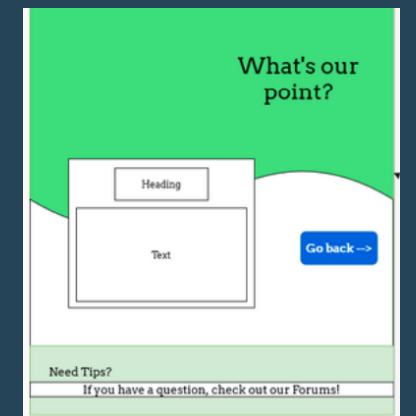 What's our
point?
Heading
Text
Go back -->
Need Tips?
If you have a question, check out our Forums!